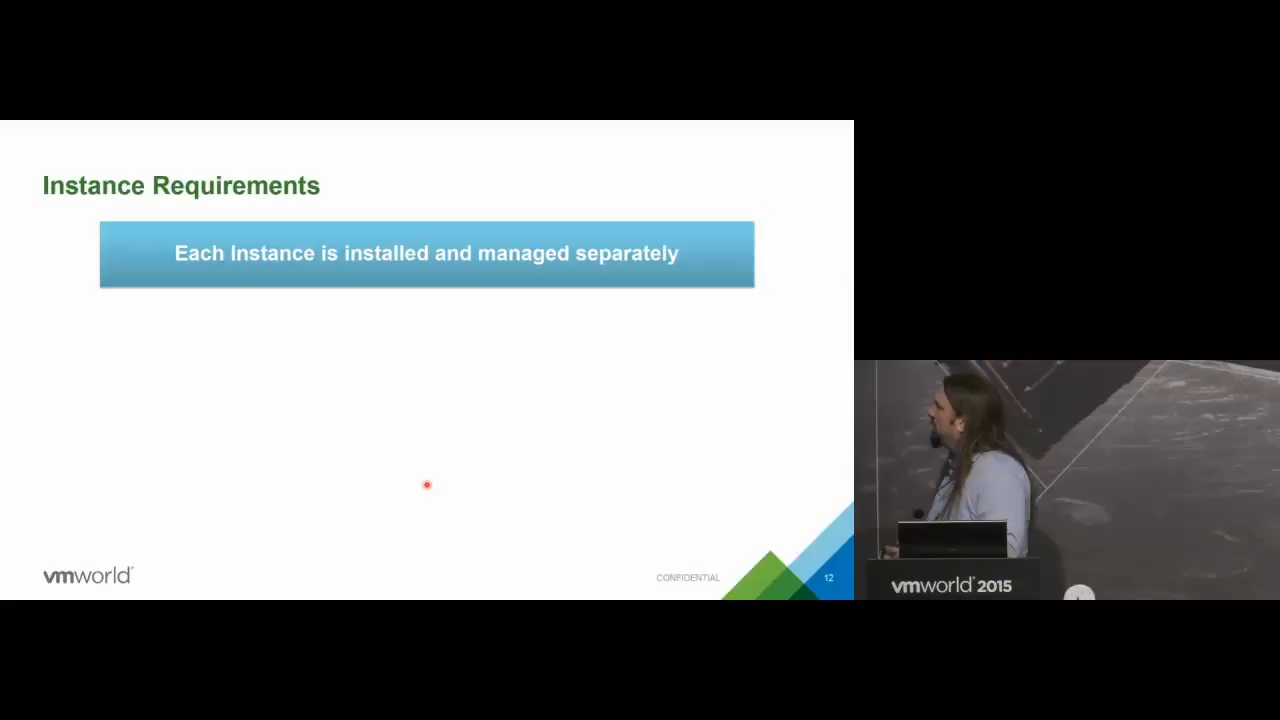 Instance Requirements
Each Instance is installed and managed separately
vmworld
CONFIDENTIAL
12
vmworld 2015